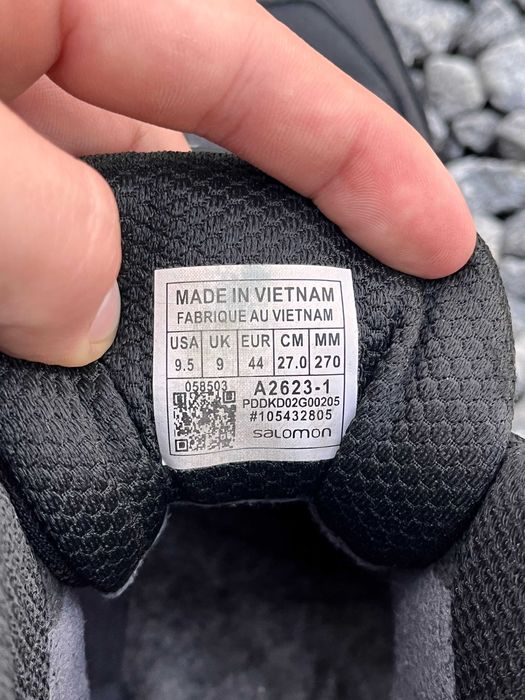 MADE IN VIETNAM
FABRIQUE AU VIETNAM
USA UK EUR CM MM
9.5 9 44 27.0 270
058503 A2623-1
PDDKD02G00205
#105432805
salomon